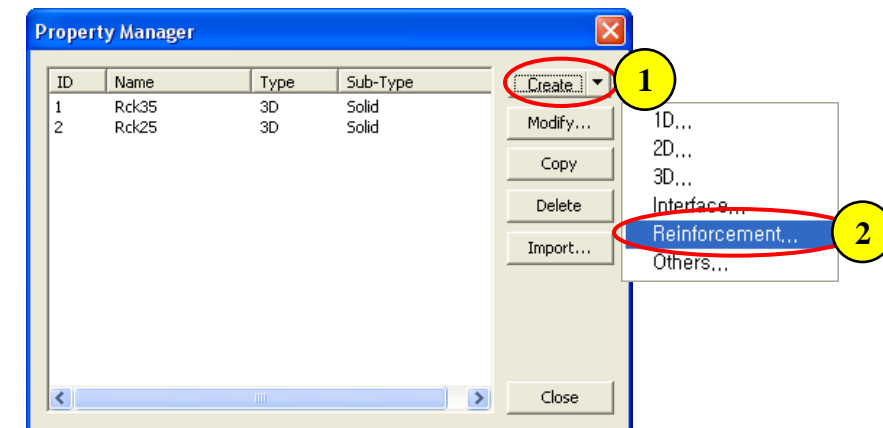 Property Manager
ID Name Type Sub-Type
1 Rck35 3D Solid
2 Rck25 3D Solid
Create
1
Modify...
Copy
Delete
Import...
Close
1D...
2D...
3D...
Interface...
Reinforcement...
2
Others...